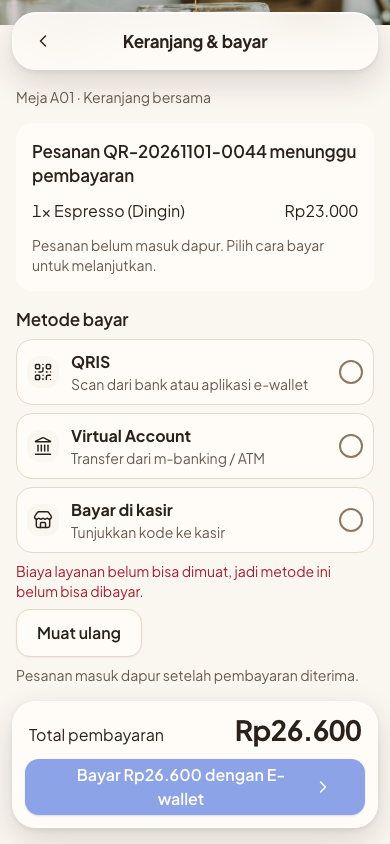 Keranjang & bayar
Meja A01 · Keranjang bersama
Pesanan QR-20261101-0044 menunggu
pembayaran
1× Espresso (Dingin) Rp23.000
Pesanan belum masuk dapur. Pilih cara bayar
untuk melanjutkan.
Metode bayar
QRIS
Scan dari bank atau aplikasi e-wallet
Virtual Account
Transfer dari m-banking / ATM
Bayar di kasir
Tunjukkan kode ke kasir
Biaya layanan belum bisa dimuat, jadi metode ini
belum bisa dibayar.
Muat ulang
Pesanan masuk dapur setelah pembayaran diterima.
Total pembayaran Rp26.600
Bayar Rp26.600 dengan E-
wallet